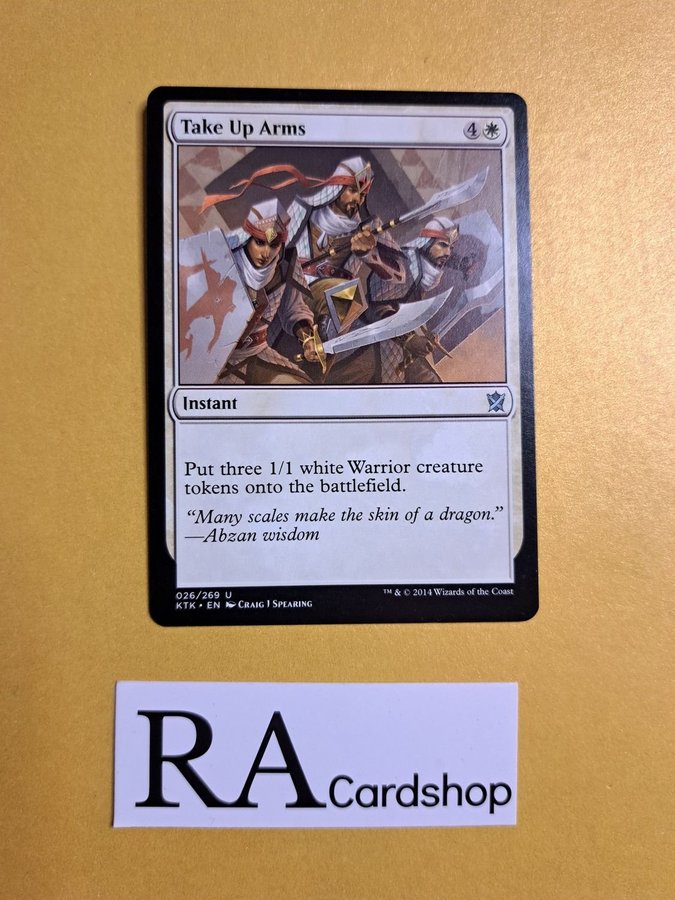 Take Up Arms 4
Instant
Put three 1/1 white Warrior creature
tokens onto the battlefield.
“Many scales make the skin of a dragon.”
—Abzan wisdom
026/269 U
KTK • EN Craig J Spearing
™ & © 2014 Wizards of the Coast
RA Cardshop